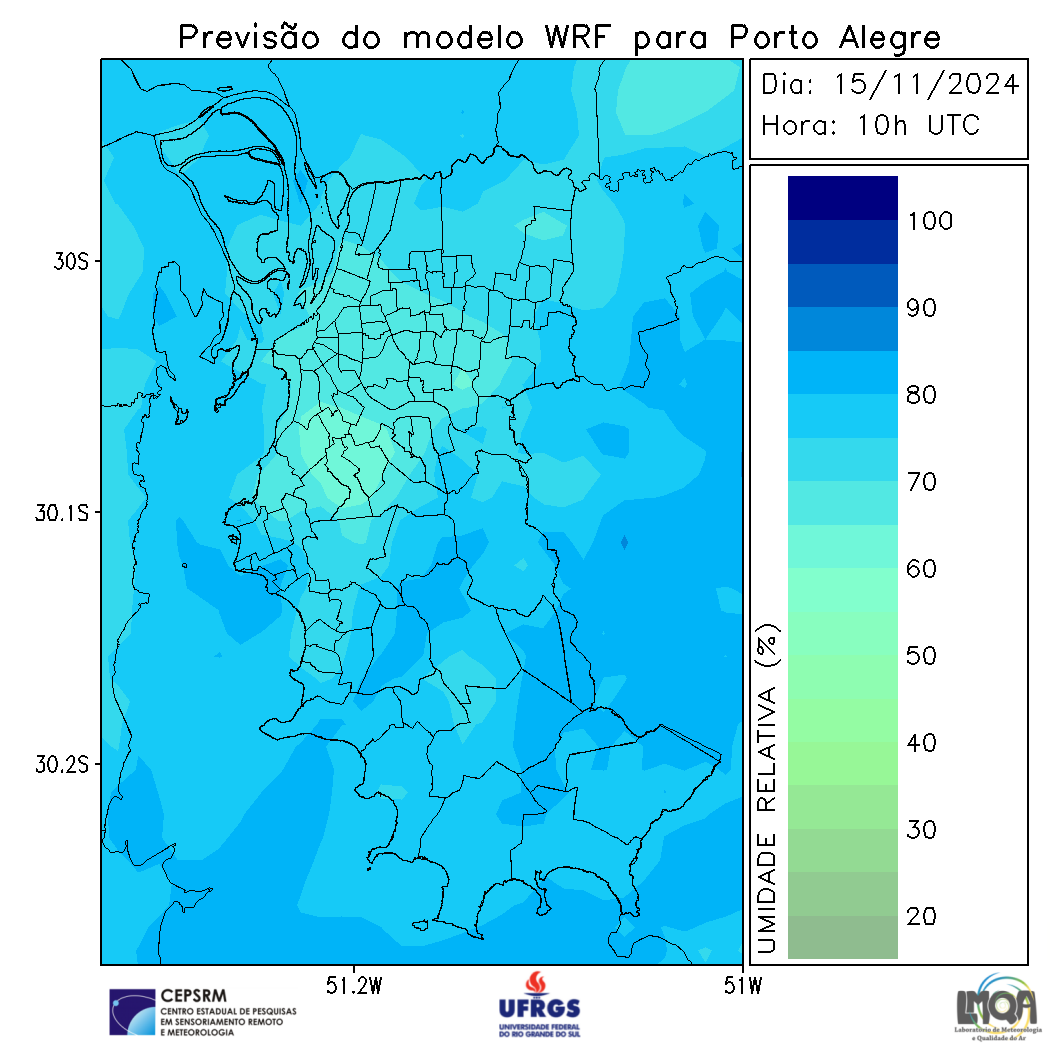 Previsão do modelo WRF para Porto Alegre
Dia: 15/11/2024
Hora: 10h UTC
100
90
80
70
60
50
40
30
20
UMIDADE RELATIVA (%)
30S
30.1S
30.2S
51.2W
51W
CEPSRM
CENTRO ESTADUAL DE PESQUISAS
EM SENSORIAMENTO REMOTO
E METEOROLOGIA
UFRGS
UNIVERSIDADE FEDERAL
DO RIO GRANDE DO SUL
LMQA
Laboratório de Meteorologia
e Qualidade do Ar